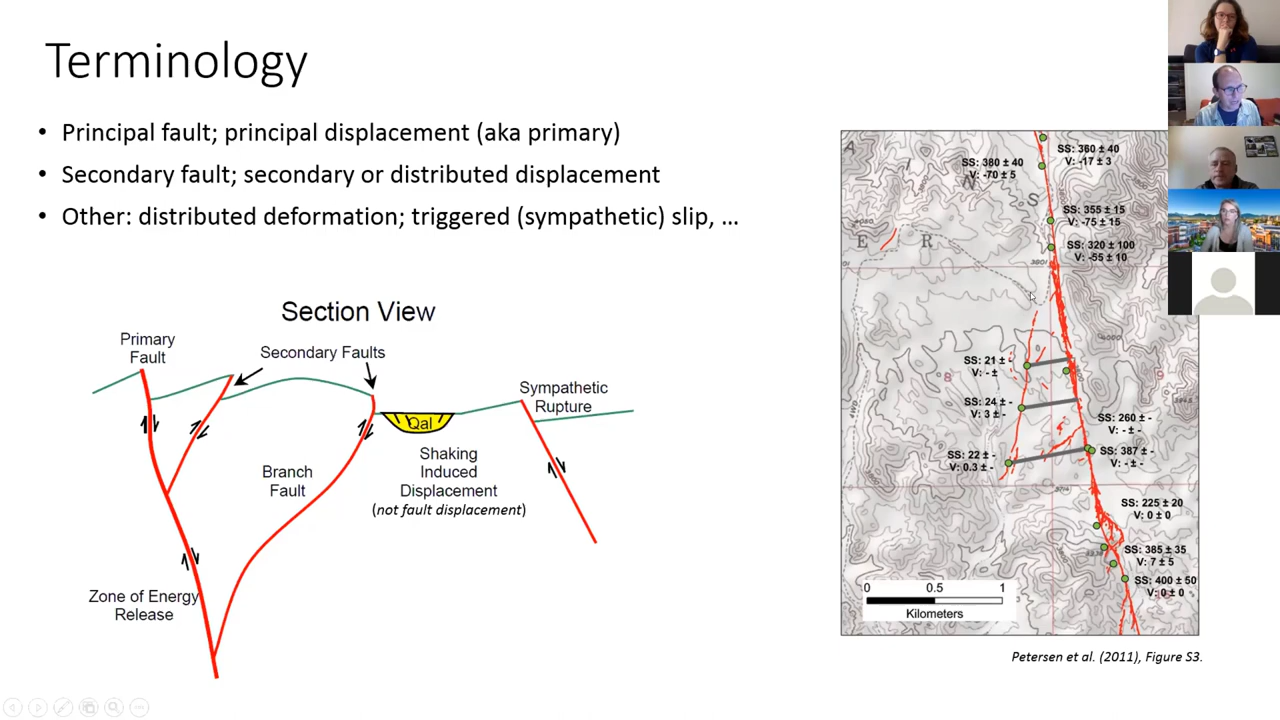 Terminology
• Principal fault; principal displacement (aka primary)
• Secondary fault; secondary or distributed displacement
• Other: distributed deformation; triggered (sympathetic) slip, …
Section View
Primary
Fault
Secondary Faults
Sympathetic
Rupture
Qal
Branch
Fault
Shaking
Induced
Displacement
(not fault displacement)
Zone of Energy
Release
SS: 380 ± 40
V: -70 ± 5
SS: 360 ± 40
V: -17 ± 3
SS: 355 ± 15
V: -75 ± 15
SS: 320 ± 100
V: -55 ± 10
A
I
N
S
E R
3801
SS: 21 ± -
V: - ±
8
9
SS: 24 ± -
V: 3 ± -
SS: 260 ± -
V: - ± -
SS: 22 ± -
V: 0.3 ± -
SS: 387 ± -
V: - ± -
SS: 225 ± 20
V: 0 ± 0
SS: 385 ± 35
V: 7 ± 5
SS: 400 ± 50
V: 0 ± 0
0 0.5 1
Kilometers
Petersen et al. (2011), Figure S3.